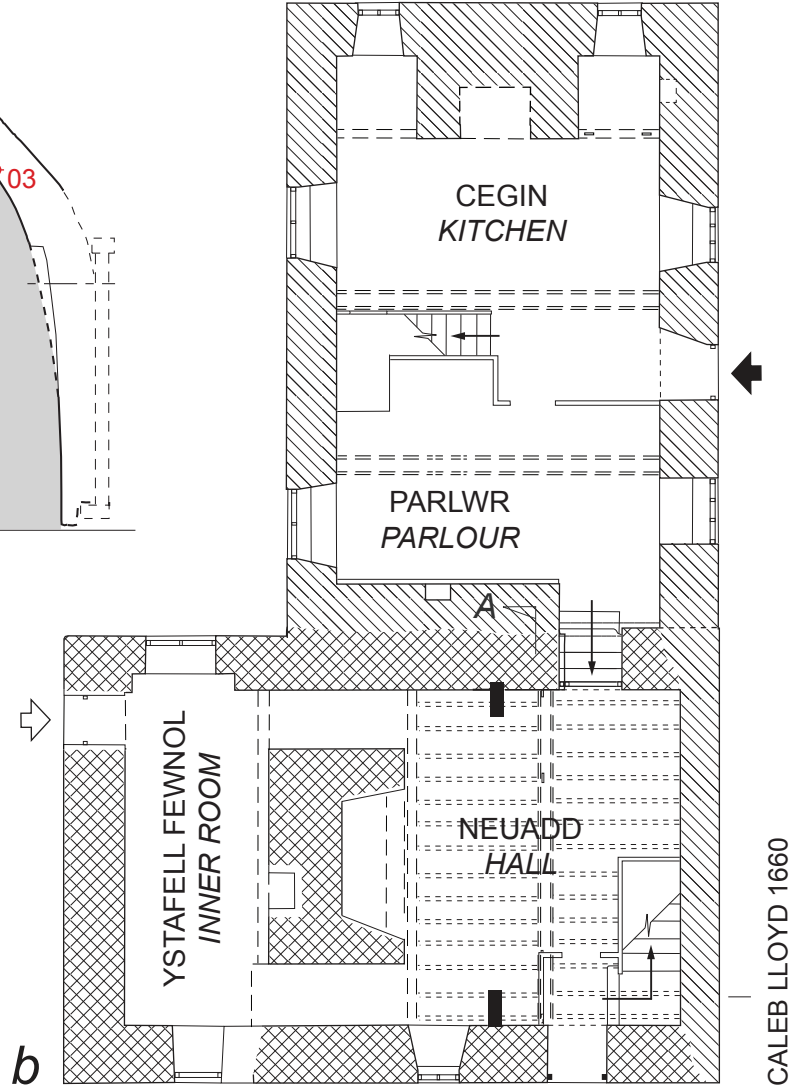 03
CEGIN
KITCHEN
PARLWR
PARLOUR
A
YSTAFELL FEWNOL
INNER ROOM
NEUADD
HALL
CALEB LLOYD 1660
b